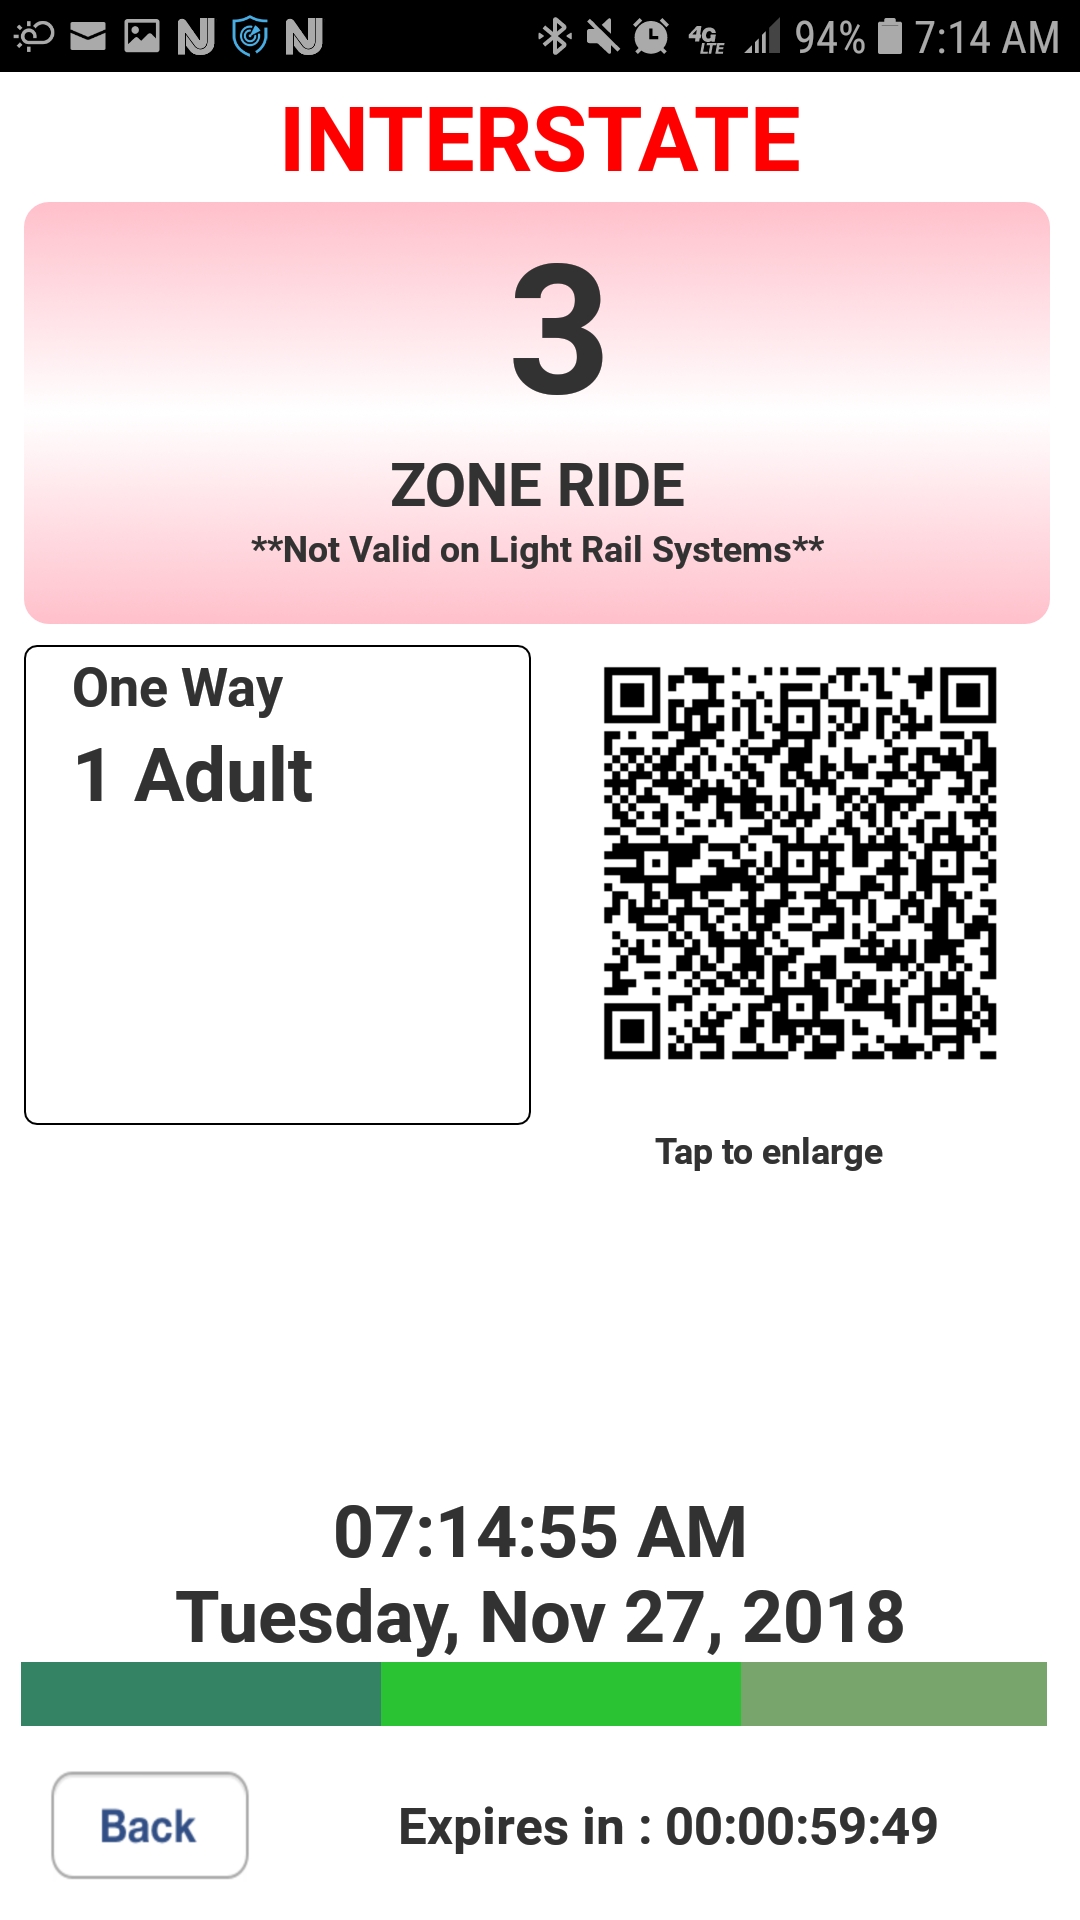 4G LTE 94% 7:14 AM
INTERSTATE
3
ZONE RIDE
**Not Valid on Light Rail Systems**
One Way
1 Adult
Tap to enlarge
07:14:55 AM
Tuesday, Nov 27, 2018
Back
Expires in : 00:00:59:49